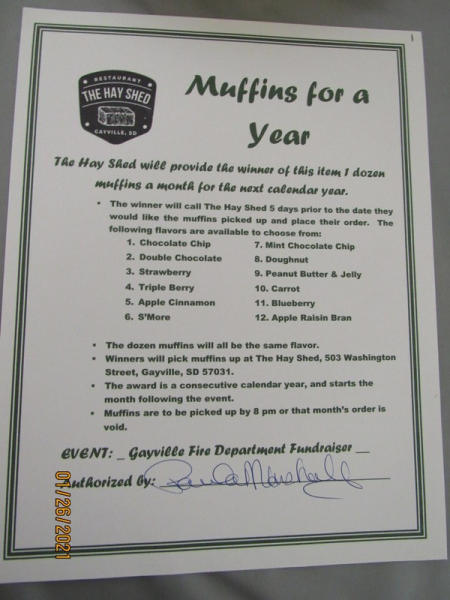 RESTAURANT
THE HAY SHED
GAYVILLE, SD
Muffins for a
Year
The Hay Shed will provide the winner of this item 1 dozen
muffins a month for the next calendar year.
• The winner will call The Hay Shed 5 days prior to the date they
would like the muffins picked up and place their order. The
following flavors are available to choose from:
1. Chocolate Chip 7. Mint Chocolate Chip
2. Double Chocolate 8. Doughnut
3. Strawberry 9. Peanut Butter & Jelly
4. Triple Berry 10. Carrot
5. Apple Cinnamon 11. Blueberry
6. S'More 12. Apple Raisin Bran
• The dozen muffins will all be the same flavor.
• Winners will pick muffins up at The Hay Shed, 503 Washington
Street, Gayville, SD 57031.
• The award is a consecutive calendar year, and starts the
month following the event.
• Muffins are to be picked up by 8 pm or that month's order is
void.
EVENT: _ Gayville Fire Department Fundraiser __
Authorized by: Paula Marshall
01/26/2021